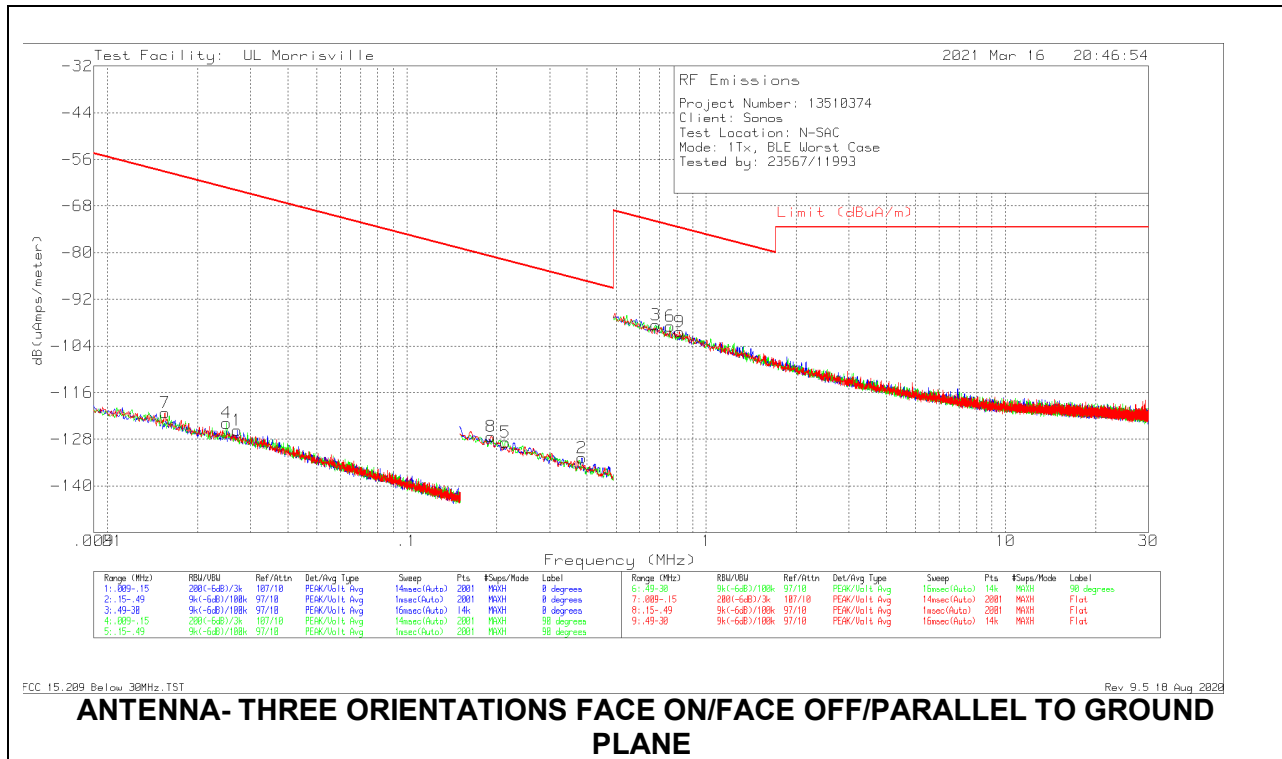 Test Facility: UL Morrisville 2021 Mar 16 20:46:54
RF Emissions
Project Number: 13510374
Client: Sonos
Test Location: N-SAC
Mode: 1Tx, BLE Worst Case
Tested by: 23567/11993
Limit (dBuA/m)
dB(uAmps/meter)
-32
-44
-56
-68
-80
-92
-104
-116
-128
-140
3 6 9
7
4 1
8 5
2
.1 1 10 30
Frequency (MHz)
Range (MHz) RBW/VBW Ref/Attn Det/Avg Type Sweep Pts #Swps/Mode Label
1:.009-.15 200(-6dB)/3k 107/10 PEAK/Volt Avg 14msec(Auto) 2001 MAXH 0 degrees
2:.15-.49 9k(-6dB)/100k 97/10 PEAK/Volt Avg 1msec(Auto) 2001 MAXH 0 degrees
3:.49-30 9k(-6dB)/100k 97/10 PEAK/Volt Avg 16msec(Auto) 14k MAXH 0 degrees
4:.009-.15 200(-6dB)/3k 107/10 PEAK/Volt Avg 14msec(Auto) 2001 MAXH 90 degrees
5:.15-.49 9k(-6dB)/100k 97/10 PEAK/Volt Avg 1msec(Auto) 2001 MAXH 90 degrees
Range (MHz) RBW/VBW Ref/Attn Det/Avg Type Sweep Pts #Swps/Mode Label
6:.49-30 9k(-6dB)/100k 97/10 PEAK/Volt Avg 16msec(Auto) 14k MAXH 90 degrees
7:.009-.15 200(-6dB)/3k 107/10 PEAK/Volt Avg 14msec(Auto) 2001 MAXH Flat
8:.15-.49 9k(-6dB)/100k 97/10 PEAK/Volt Avg 1msec(Auto) 2001 MAXH Flat
9:.49-30 9k(-6dB)/100k 97/10 PEAK/Volt Avg 16msec(Auto) 14k MAXH Flat
FCC 15.209 Below 30MHz.TST Rev 9.5 18 Aug 2020
ANTENNA- THREE ORIENTATIONS FACE ON/FACE OFF/PARALLEL TO GROUND
PLANE